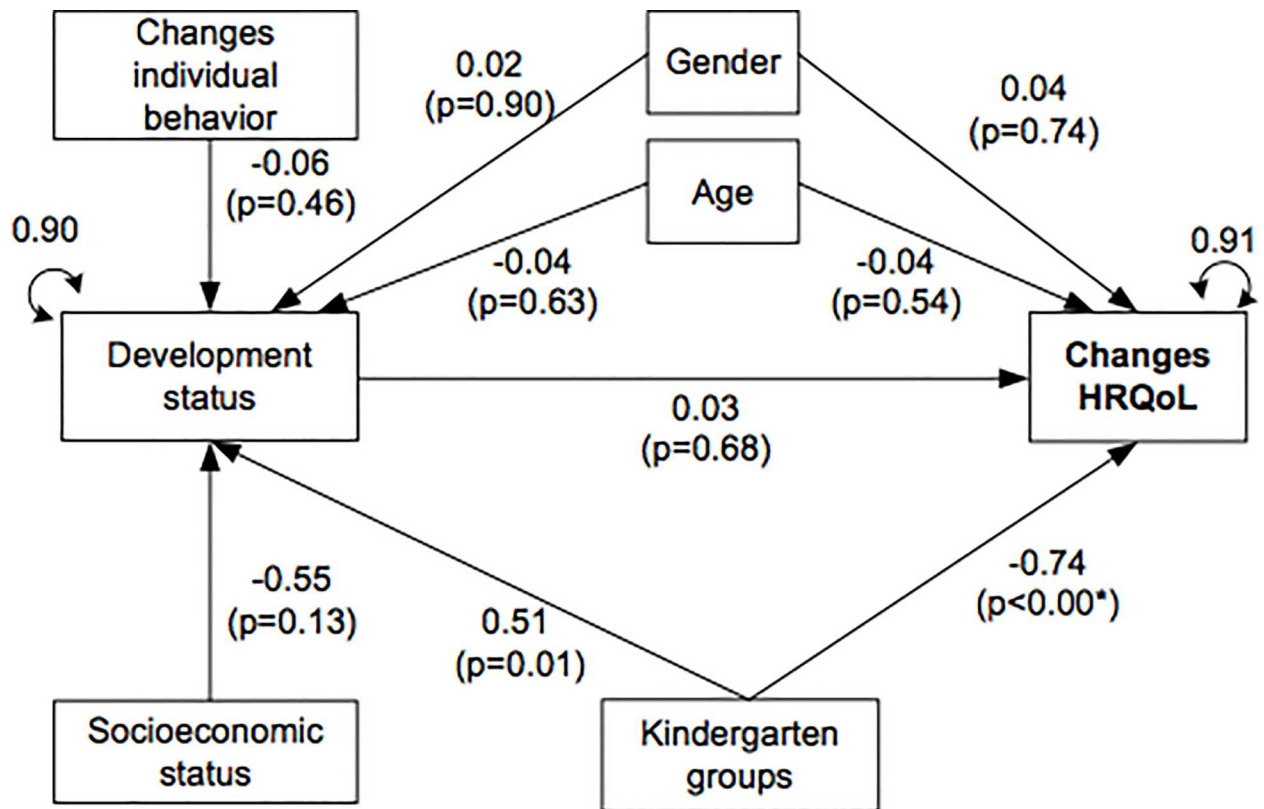 Changes
individual
behavior
0.02
(p=0.90)
Gender
0.04
(p=0.74)
-0.06
(p=0.46)
Age
0.90
-0.04
(p=0.63)
-0.04
(p=0.54)
0.91
Development
status
0.03
(p=0.68)
Changes
HRQoL
-0.55
(p=0.13)
0.51
(p=0.01)
-0.74
(p<0.00*)
Socioeconomic
status
Kindergarten
groups